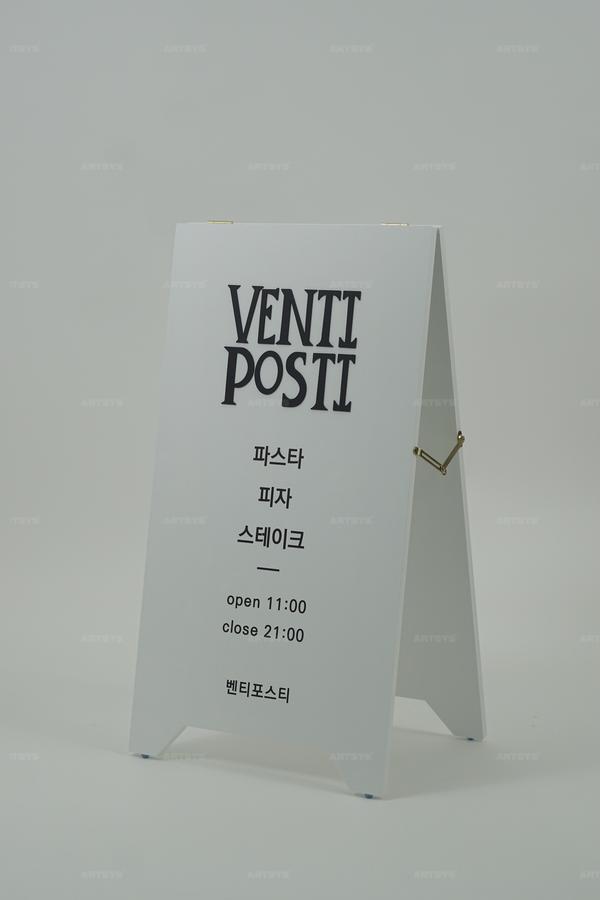 VENTI
POSTI
파스타
피자
스테이크
open 11:00
close 21:00
벤티포스티
ARTSYS